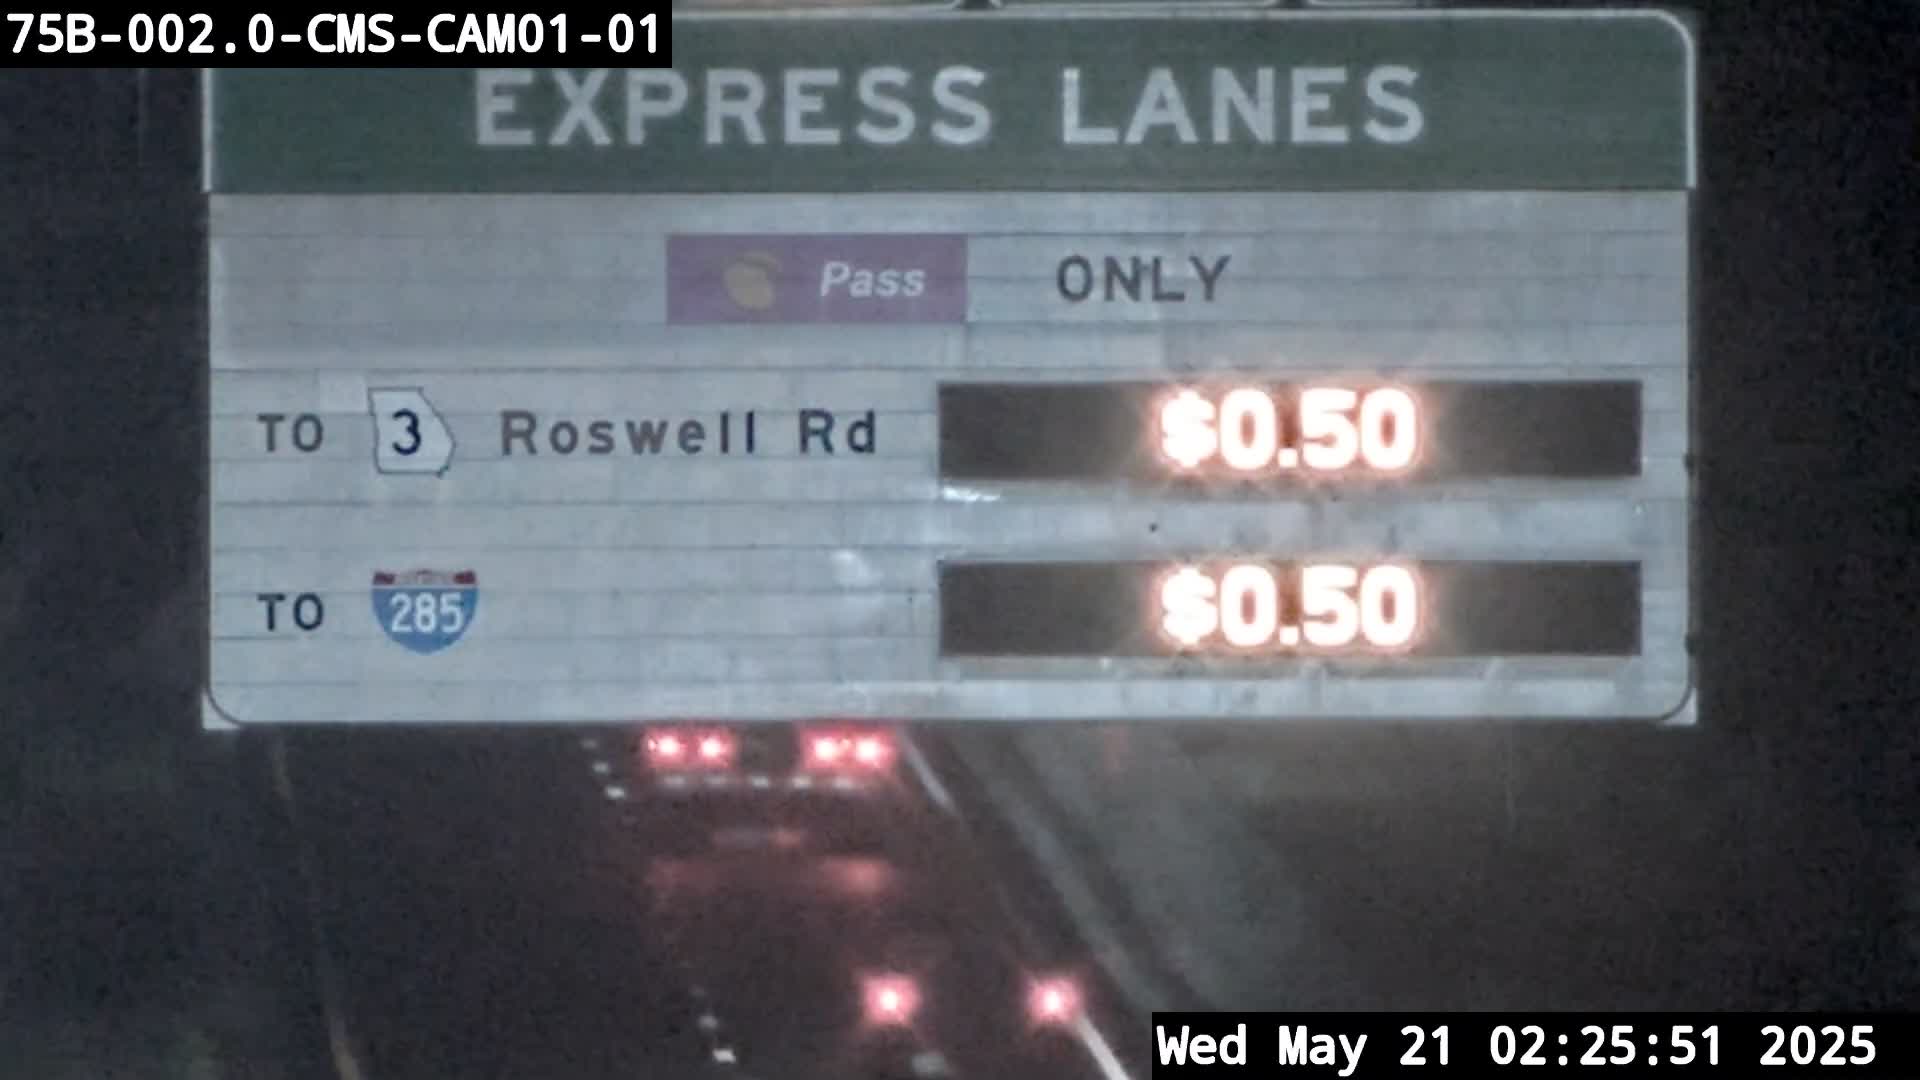 75B-002.0-CMS-CAM01-01
EXPRESS LANES
Pass ONLY
TO 3 Roswell Rd $0.50
TO 285 $0.50
Wed May 21 02:25:51 2025